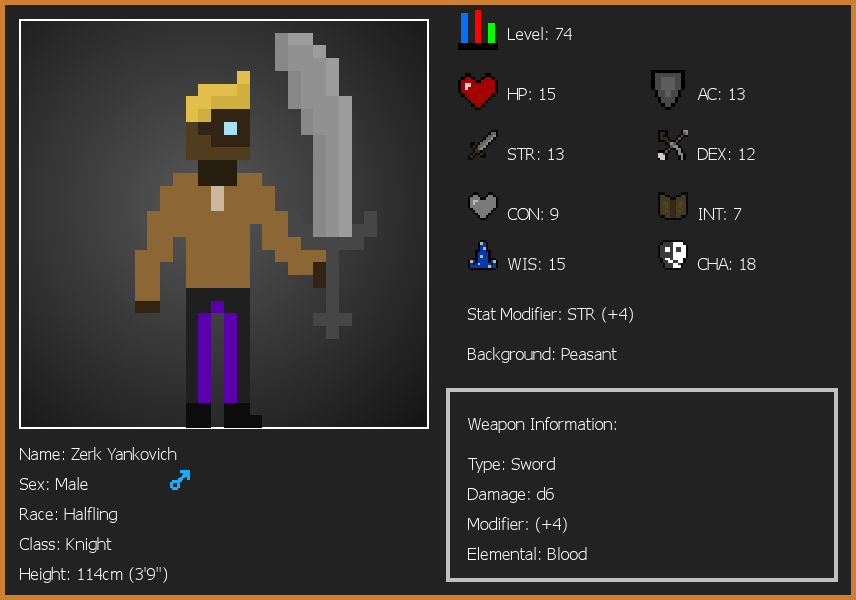 Level: 74
HP: 15
AC: 13
STR: 13
DEX: 12
CON: 9
INT: 7
WIS: 15
CHA: 18
Stat Modifier: STR (+4)
Background: Peasant
Weapon Information:
Type: Sword
Damage: d6
Modifier: (+4)
Elemental: Blood
Name: Zerk Yankovich
Sex: Male
Race: Halfling
Class: Knight
Height: 114cm (3'9")